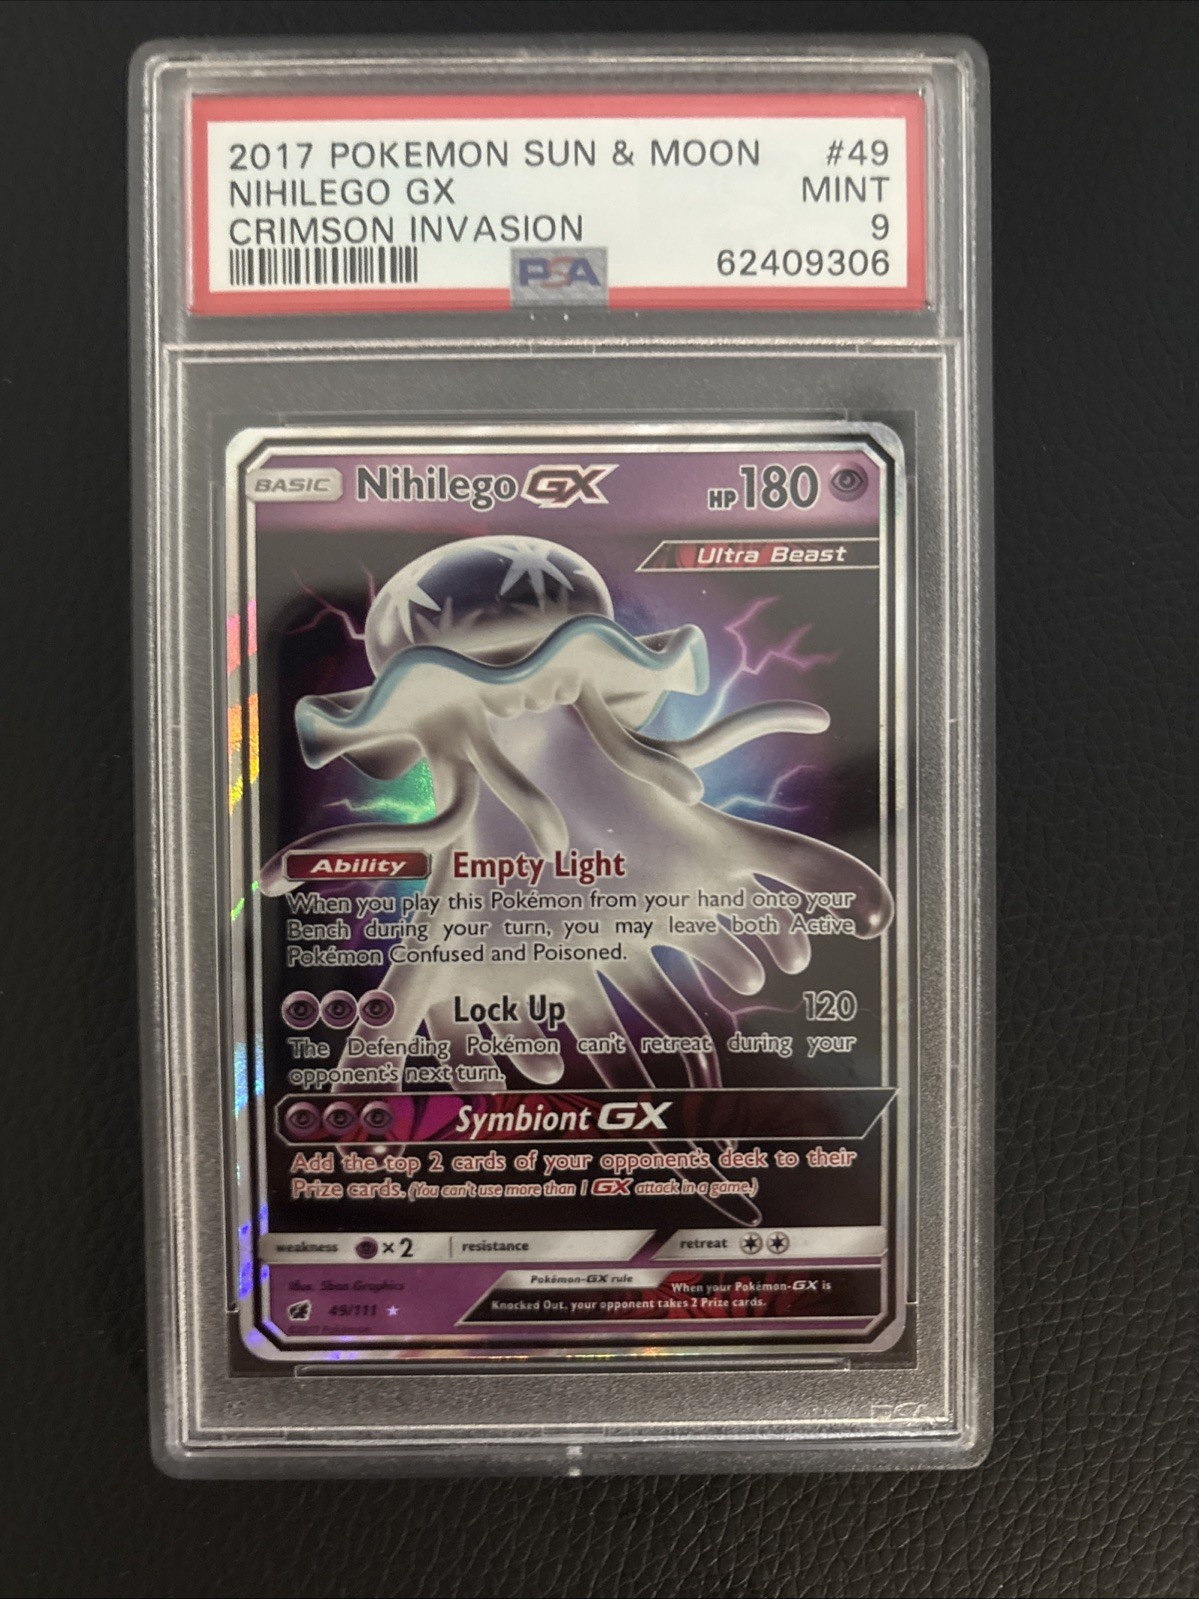 2017 POKEMON SUN & MOON #49
NIHILEGO GX MINT
CRIMSON INVASION 9
PSA 62409306
BASIC Nihilego GX HP 180
Ultra Beast
Ability Empty Light
When you play this Pokémon from your hand onto your
Bench during your turn, you may leave both Active
Pokémon Confused and Poisoned.
Lock Up 120
The Defending Pokémon can't retreat during your
opponent's next turn.
Symbiont GX
Add the top 2 cards of your opponent's deck to their
Prize cards. (You can't use more than 1 GX attack in a game.)
weakness ×2 resistance retreat
Illus. 5ban Graphics
Pokémon-GX rule When your Pokémon-GX is
Knocked Out, your opponent takes 2 Prize cards.
49/111
©2017 Pokémon